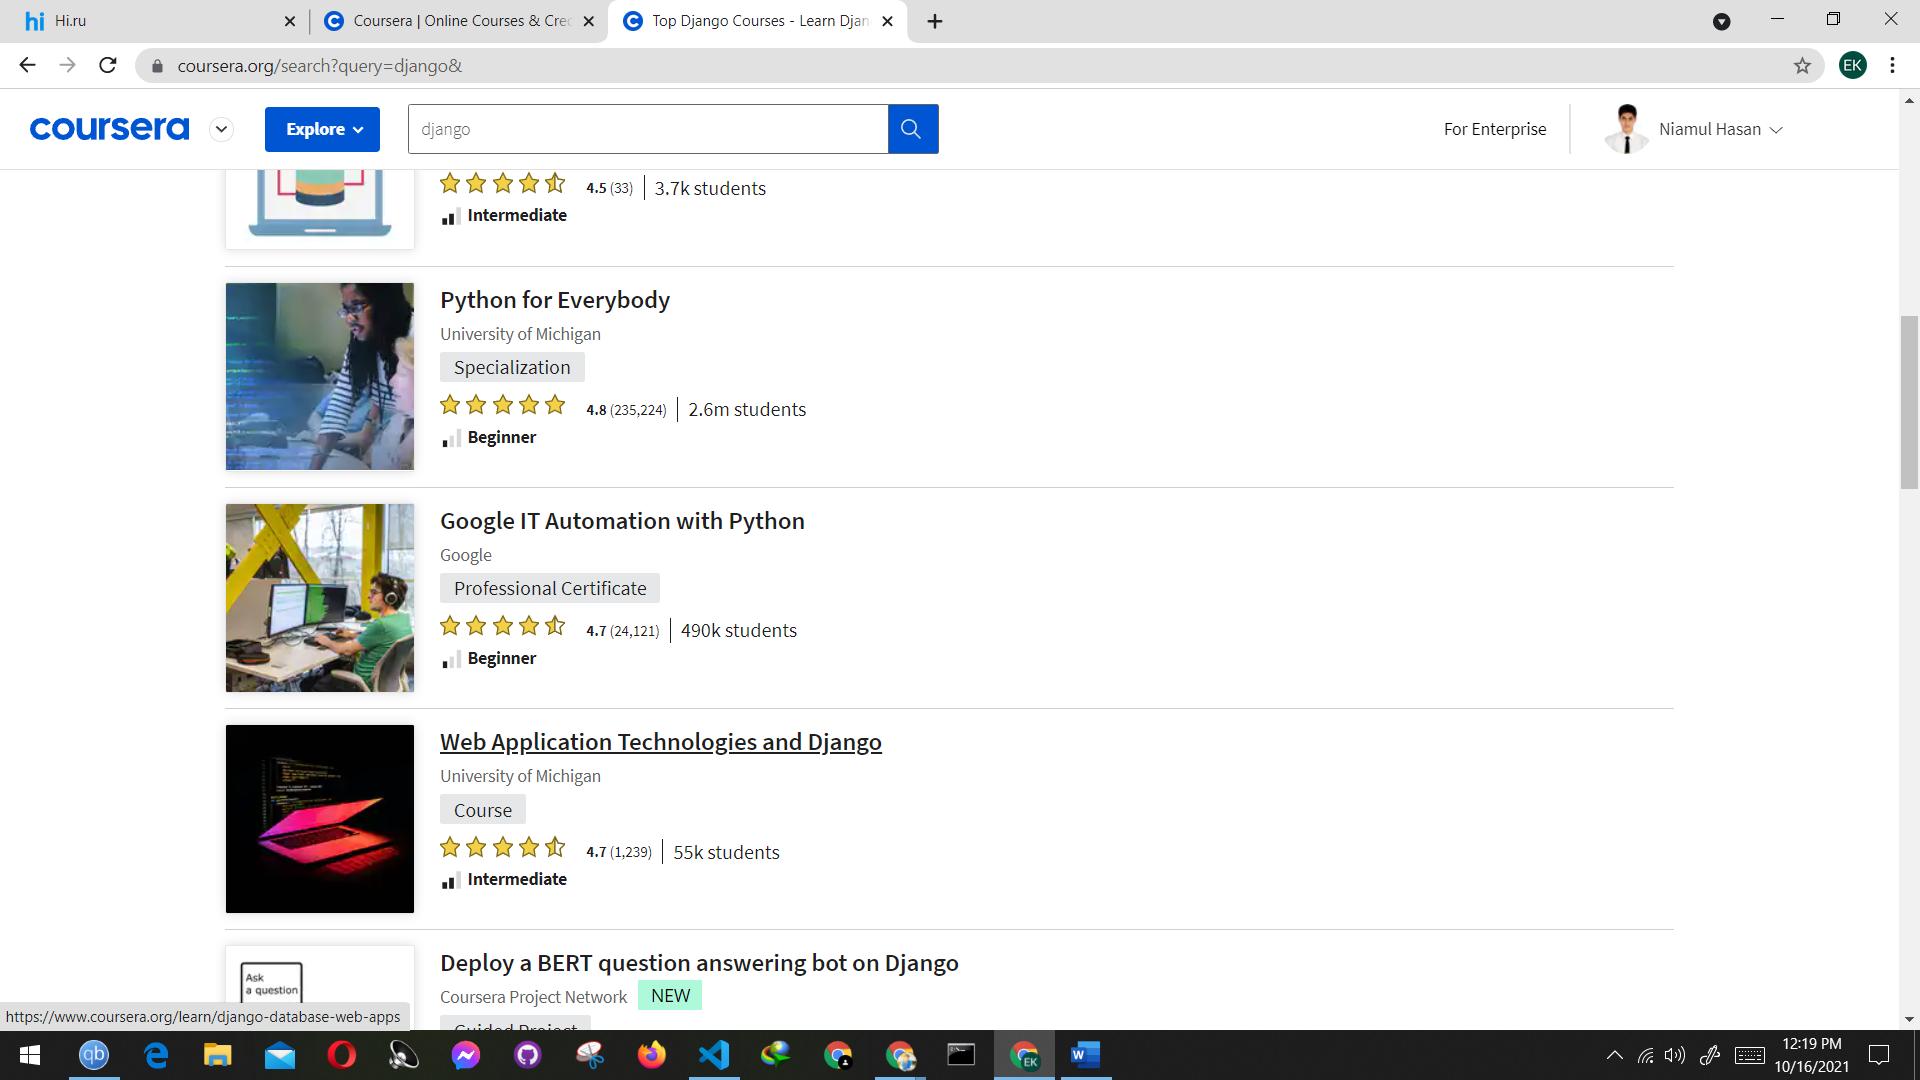 Hi.ru
Coursera | Online Courses & Cre
Top Django Courses - Learn Djan
coursera.org/search?query=django&
EK
coursera
Explore
django
For Enterprise
Niamul Hasan
4.5 (33) 3.7k students
Intermediate
Python for Everybody
University of Michigan
Specialization
4.8 (235,224) 2.6m students
Beginner
Google IT Automation with Python
Google
Professional Certificate
4.7 (24,121) 490k students
Beginner
Web Application Technologies and Django
University of Michigan
Course
4.7 (1,239) 55k students
Intermediate
Ask
a question
Deploy a BERT question answering bot on Django
Coursera Project Network NEW
Guided Project
https://www.coursera.org/learn/django-database-web-apps
12:19 PM
10/16/2021